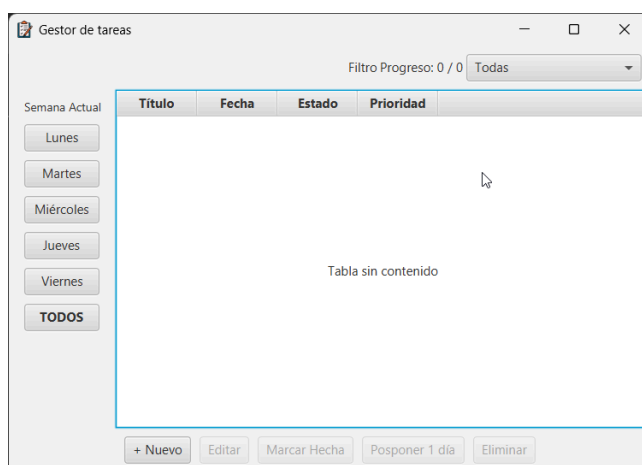 Gestor de tareas
Filtro Progreso: 0 / 0 Todas
Semana Actual
Lunes
Martes
Miércoles
Jueves
Viernes
TODOS
Título Fecha Estado Prioridad
Tabla sin contenido
+ Nuevo Editar Marcar Hecha Posponer 1 día Eliminar